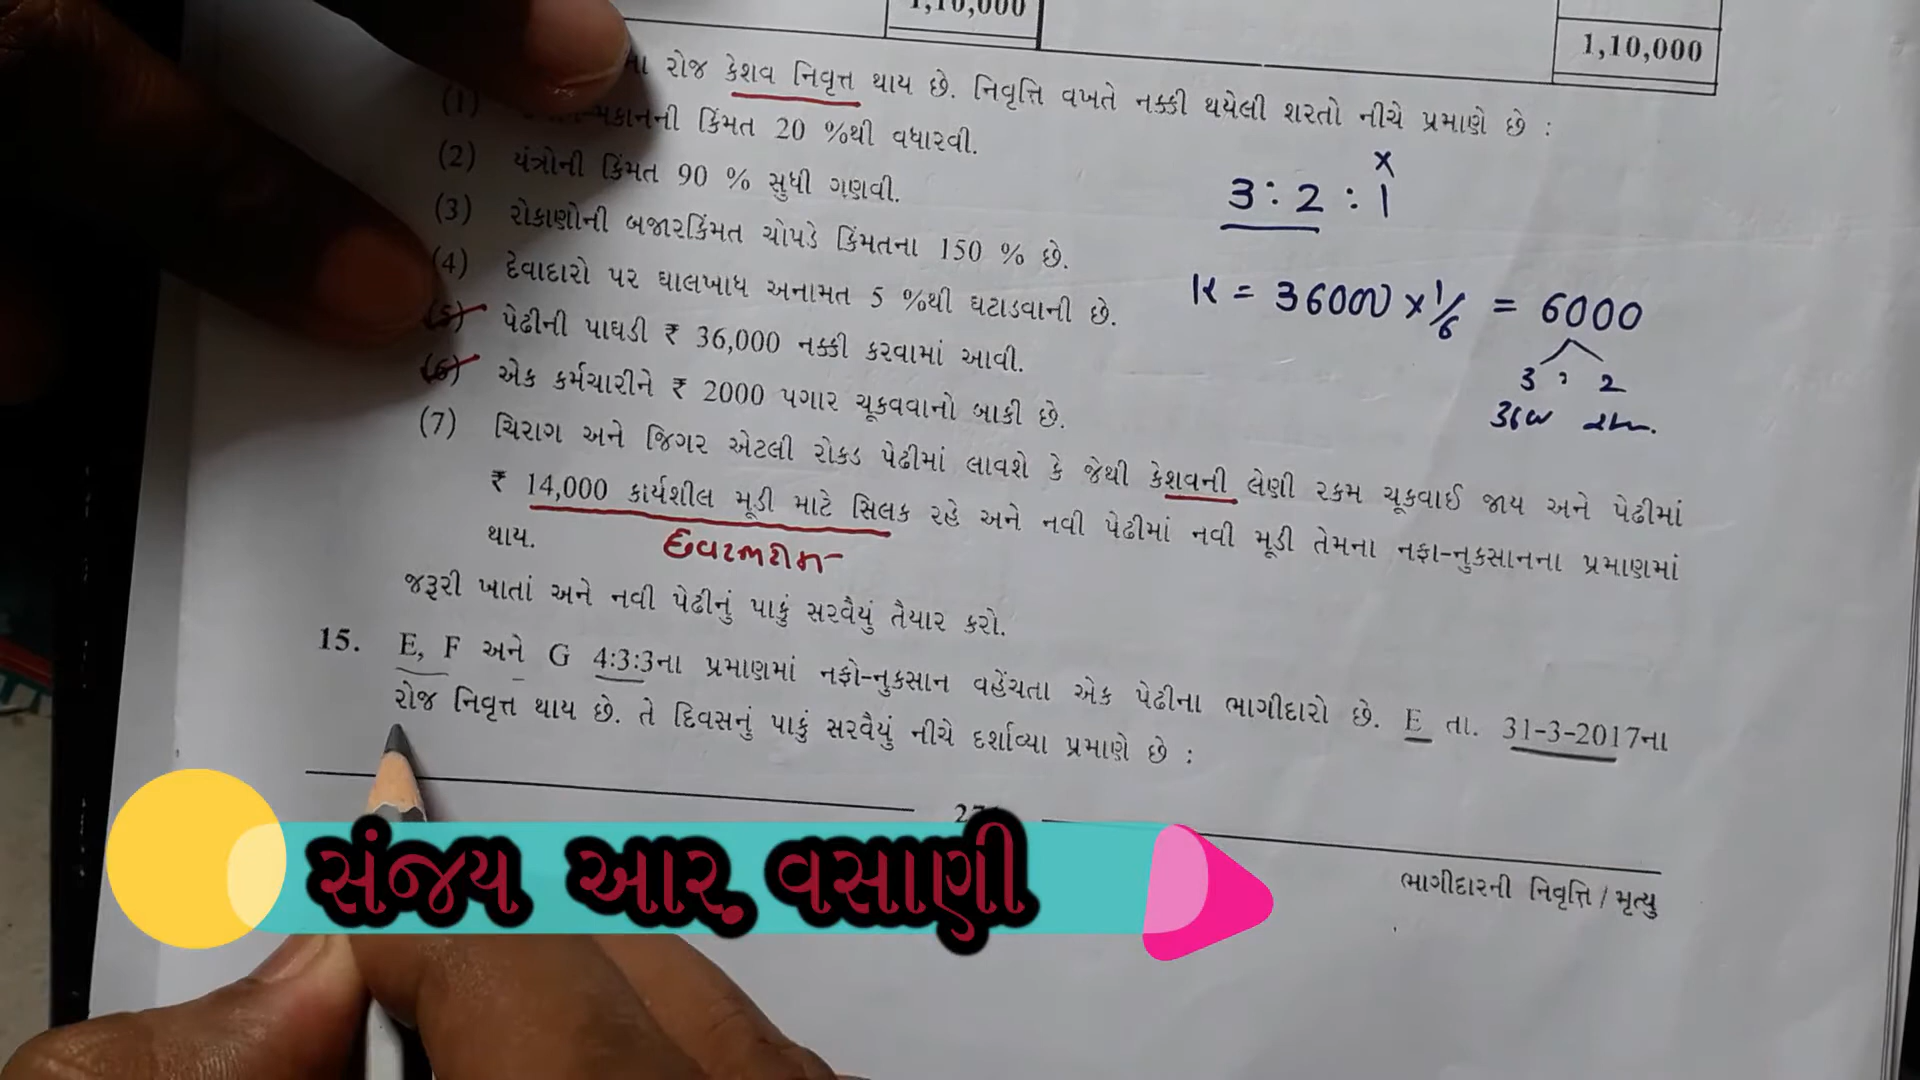 1,10,000
1,10,000
રોજ કેશવ નિવૃત્ત થાય છે. નિવૃત્તિ વખતે નક્કી થયેલી શરતો નીચે પ્રમાણે છે :
(1) મકાનની કિંમત 20 %થી વધારવી.
(2) યંત્રોની કિંમત 90 % સુધી ગણવી.
(3) રોકાણોની બજારકિંમત ચોપડે કિંમતના 150 % છે.
(4) દેવાદારો પર ઘાલખાધ અનામત 5 %થી ઘટાડવાની છે.
(5) પેઢીની પાઘડી ₹ 36,000 નક્કી કરવામાં આવી.
(6) એક કર્મચારીને ₹ 2000 પગાર ચૂકવવાનો બાકી છે.
(7) ચિરાગ અને જિગર એટલી રોકડ પેઢીમાં લાવશે કે જેથી કેશવની લેણી રકમ ચૂકવાઈ જાય અને પેઢીમાં
₹ 14,000 કાર્યશીલ મૂડી માટે સિલક રહે અને નવી પેઢીમાં નવી મૂડી તેમના નફા-નુકસાનના પ્રમાણમાં
થાય.
x
3 : 2 : 1
K = 36000 x 1/6 = 6000
3 : 2
3600
જરૂરી ખાતાં અને નવી પેઢીનું પાકું સરવૈયું તૈયાર કરો.
15. E, F અને G 4:3:3ના પ્રમાણમાં નફો-નુકસાન વહેંચતા એક પેઢીના ભાગીદારો છે. E તા. 31-3-2017ના
રોજ નિવૃત્ત થાય છે. તે દિવસનું પાકું સરવૈયું નીચે દર્શાવ્યા પ્રમાણે છે :
સંજય આર. વસાણી
ભાગીદારની નિવૃત્તિ / મૃત્યુ